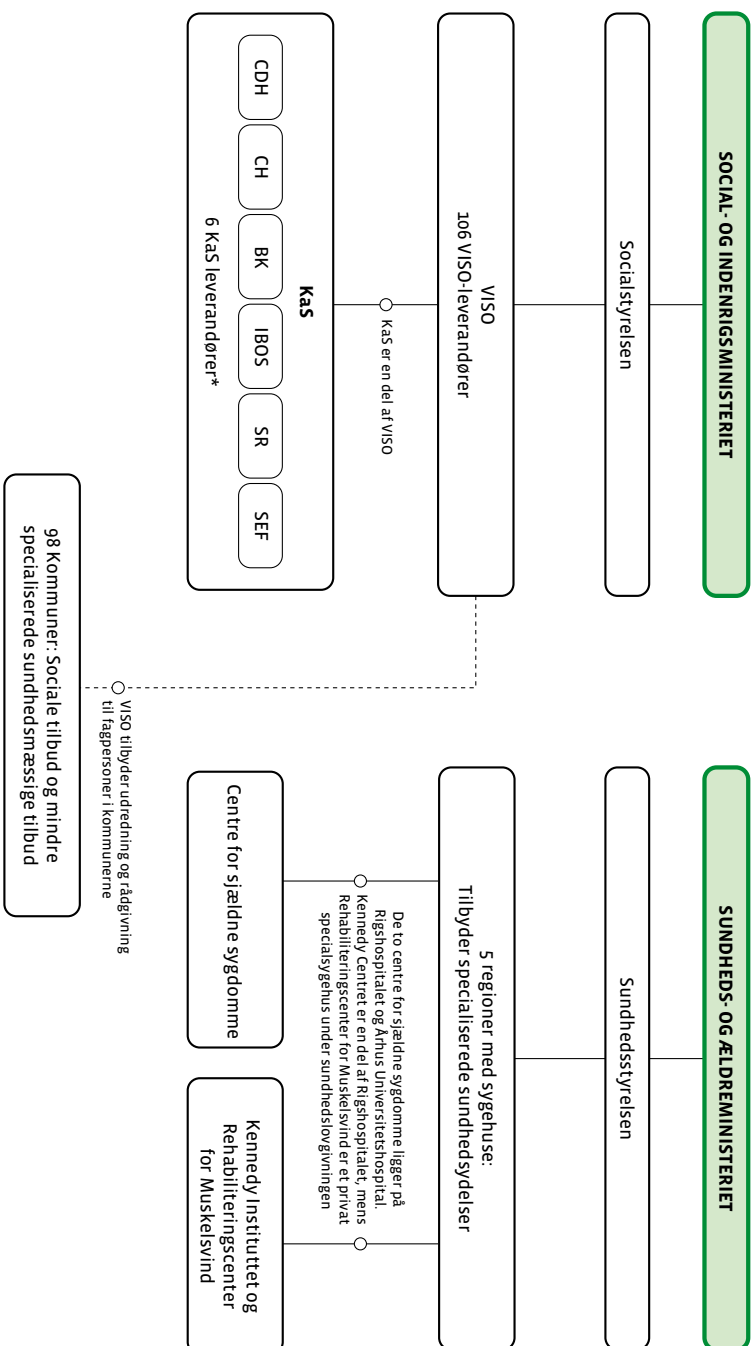 SOCIAL- OG INDENRIGSMINISTERIET
Socialstyrelsen
VISO
106 VISO-leverandører
KaS er en del af VISO
KaS
CDH
CH
BK
IBOS
SR
SEF
6 KaS leverandører*
SUNDHEDS- OG ÆLDREMINISTERIET
Sundhedsstyrelsen
5 regioner med sygehuse:
Tilbyder specialiserede sundhedsydelser
De to centre for sjældne sygdomme ligger på
Rigshospitalet og Århus Universitetshospital.
Kennedy Centret er en del af Rigshospitalet, mens
Rehabiliteringscenter for Muskelsvind er et privat
specialsygehus under sundhedslovgivningen
Centre for sjældne sygdomme
Kennedy Instituttet og
Rehabiliteringscenter
for Muskelsvind
VISO tilbyder udredning og rådgivning
til fagpersoner i kommunerne
98 Kommuner: Sociale tilbud og mindre
specialiserede sundhedsmæssige tilbud